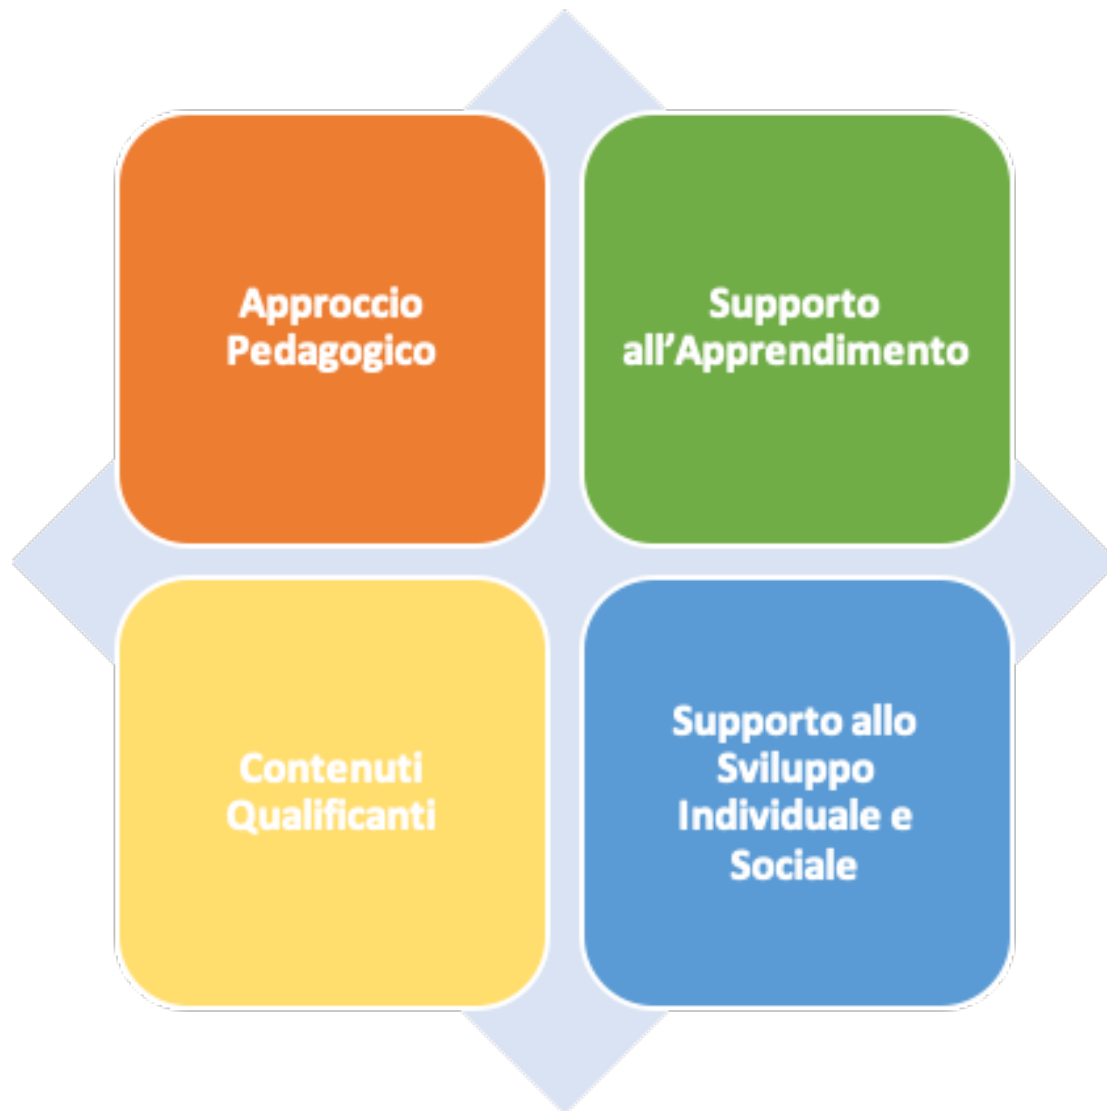 Approccio
Pedagogico
Supporto
all’Apprendimento
Contenuti
Qualificanti
Supporto allo
Sviluppo
Individuale e
Sociale